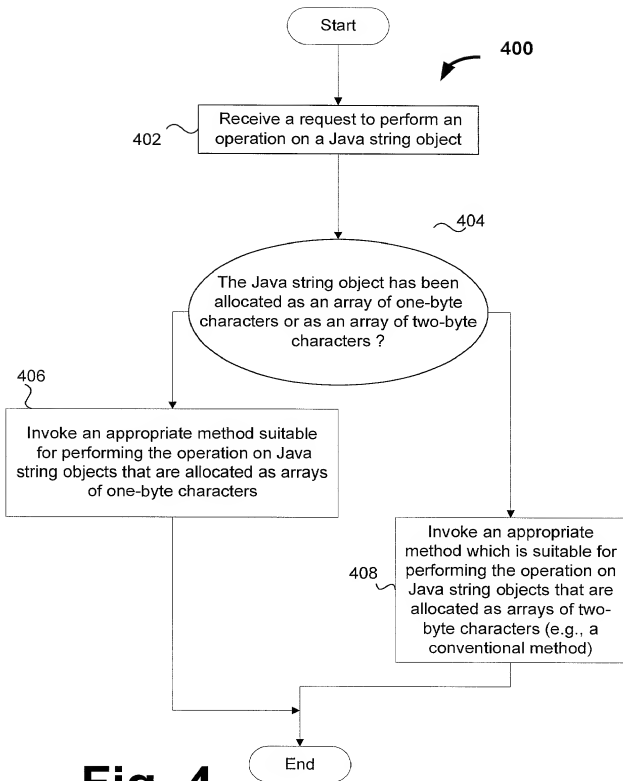 Start
400
Receive a request to perform an
operation on a Java string object
402
404
The Java string object has been
allocated as an array of one-byte
characters or as an array of two-byte
characters ?
406
Invoke an appropriate method suitable
for performing the operation on Java
string objects that are allocated as arrays
of one-byte characters
Invoke an appropriate
method which is suitable for
performing the operation on
Java string objects that are
allocated as arrays of two-
byte characters (e.g., a
conventional method)
408
End
Fig. 4